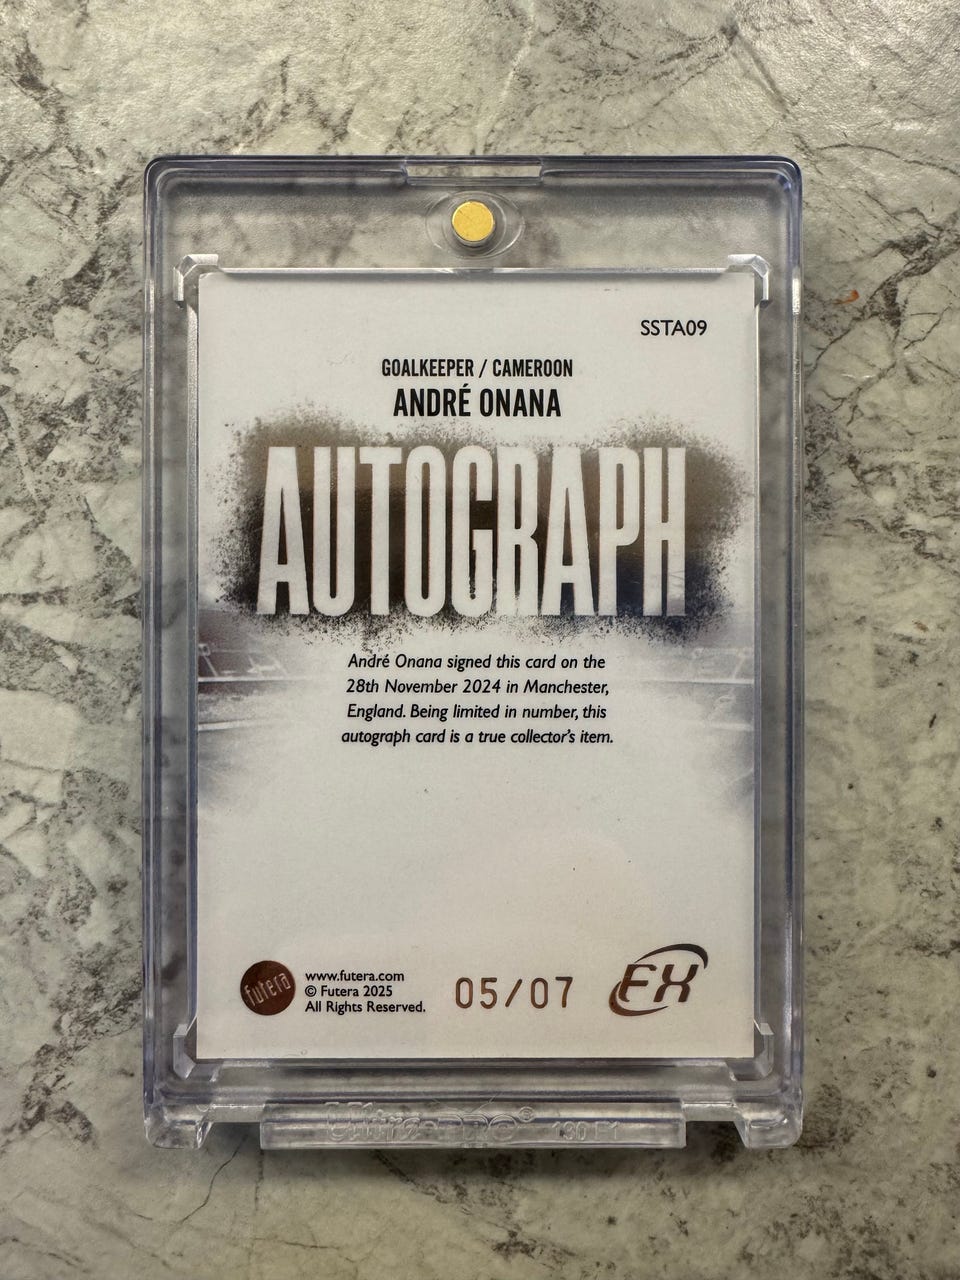 SSTA09
GOALKEEPER / CAMEROON
ANDRÉ ONANA
AUTOGRAPH
André Onana signed this card on the
28th November 2024 in Manchester,
England. Being limited in number, this
autograph card is a true collector's item.
futera
www.futera.com
© Futera 2025
All Rights Reserved.
05/07
EX
Ultra PRO®